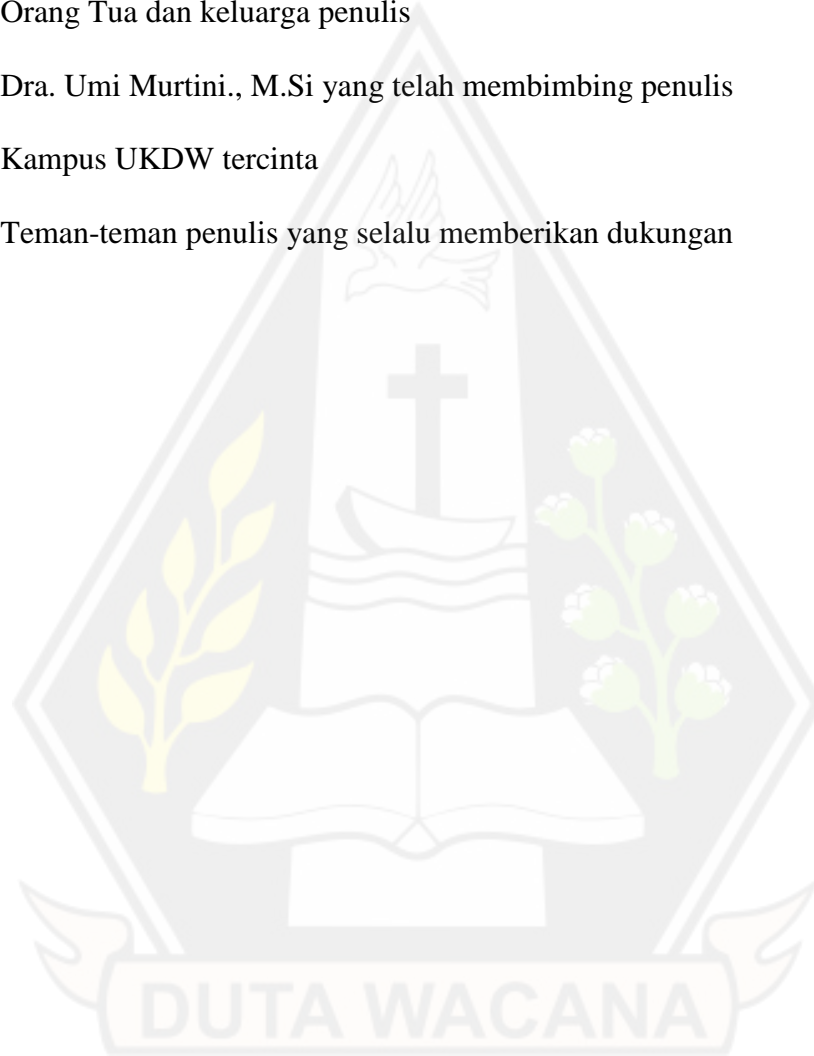 Orang Tua dan keluarga penulis
Dra. Umi Murtini., M.Si yang telah membimbing penulis
Kampus UKDW tercinta
Teman-teman penulis yang selalu memberikan dukungan
DUTA WACANA